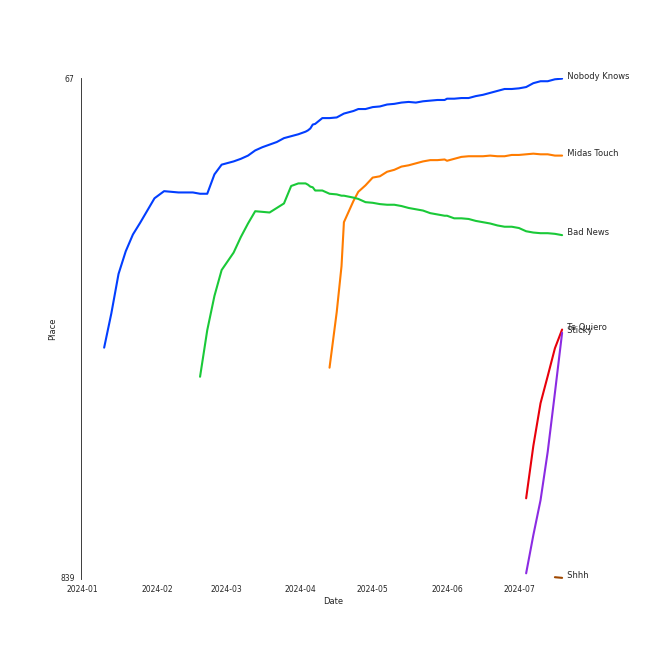 67
Nobody Knows
Midas Touch
Bad News
Te Quiero
Sticky
Place
Shhh
839
2024-01
2024-02
2024-03
2024-04
2024-05
2024-06
2024-07
Date